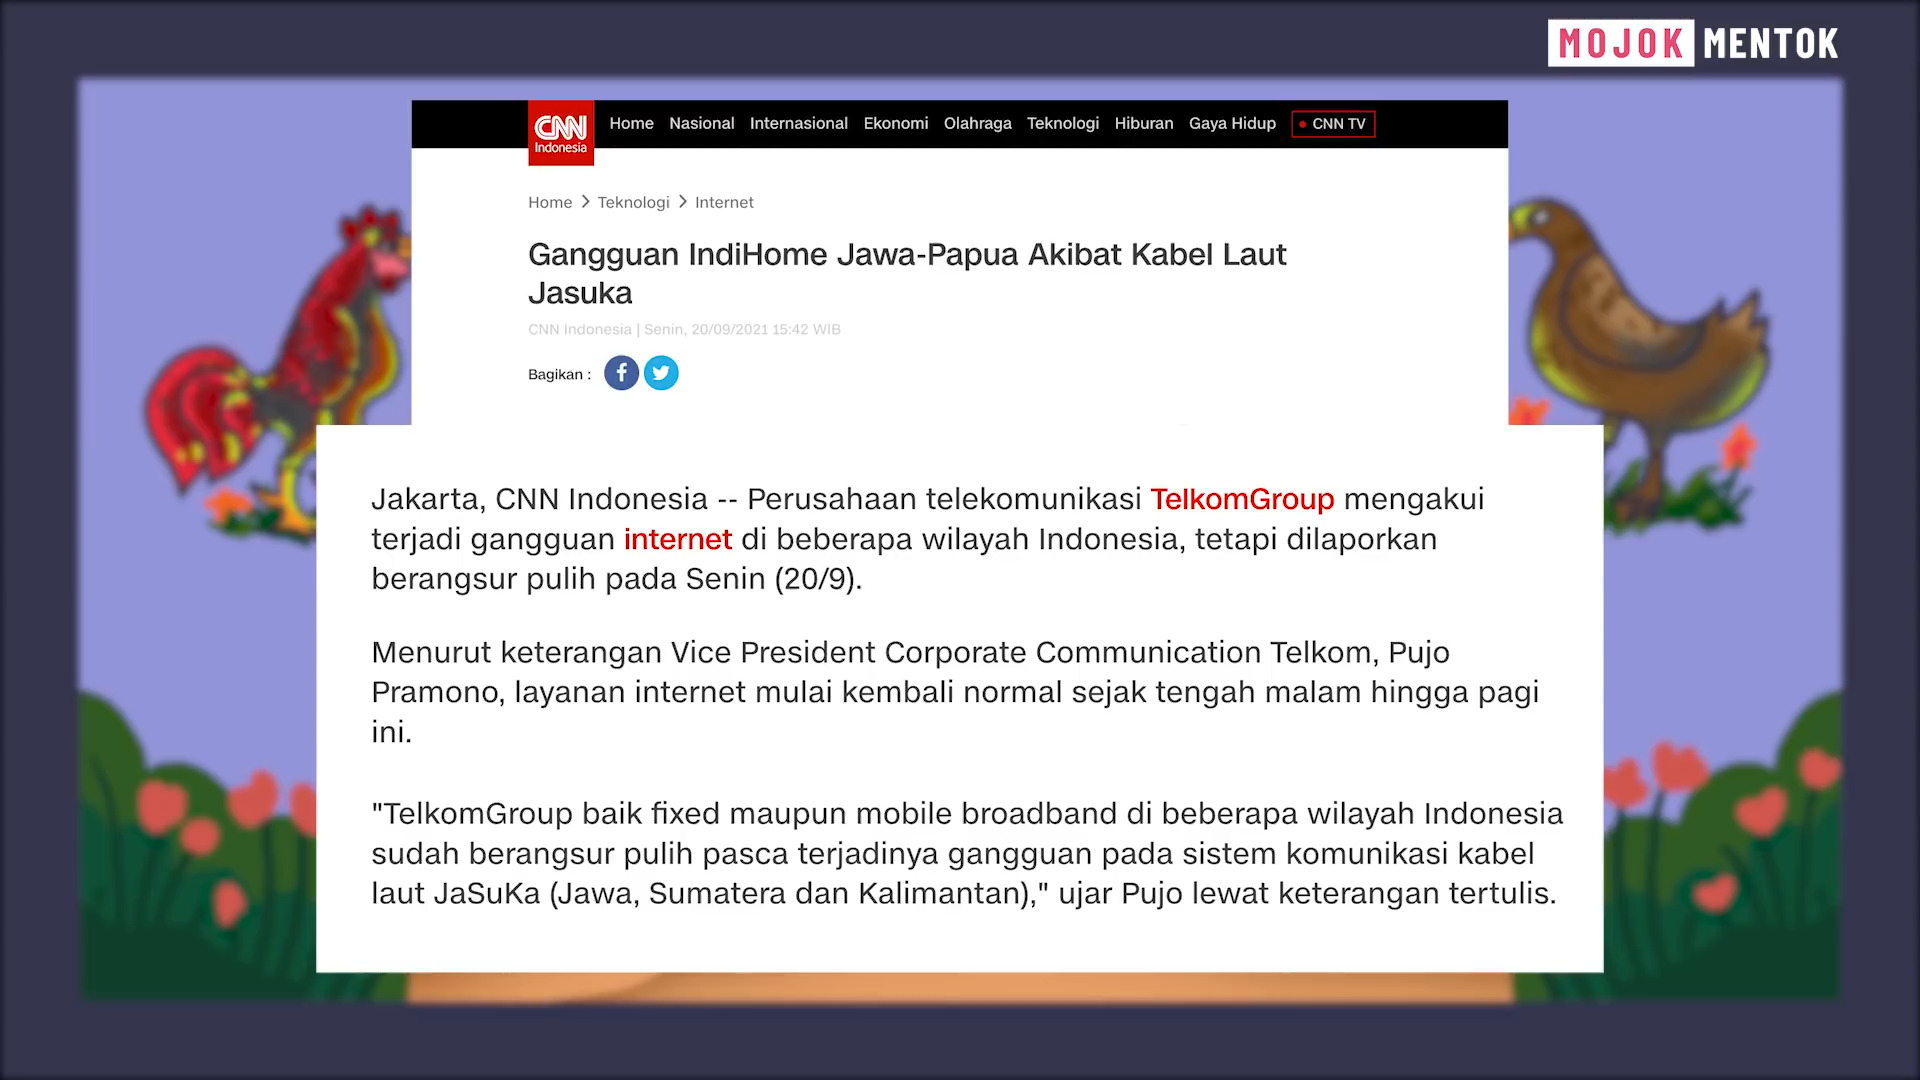 MOJOK MENTOK
CNN Indonesia
Home Nasional Internasional Ekonomi Olahraga Teknologi Hiburan Gaya Hidup CNN TV
Home > Teknologi > Internet
Gangguan IndiHome Jawa-Papua Akibat Kabel Laut
Jasuka
CNN Indonesia | Senin, 20/09/2021 15:42 WIB
Bagikan :
Jakarta, CNN Indonesia -- Perusahaan telekomunikasi TelkomGroup mengakui
terjadi gangguan internet di beberapa wilayah Indonesia, tetapi dilaporkan
berangsur pulih pada Senin (20/9).
Menurut keterangan Vice President Corporate Communication Telkom, Pujo
Pramono, layanan internet mulai kembali normal sejak tengah malam hingga pagi
ini.
"TelkomGroup baik fixed maupun mobile broadband di beberapa wilayah Indonesia
sudah berangsur pulih pasca terjadinya gangguan pada sistem komunikasi kabel
laut JaSuKa (Jawa, Sumatera dan Kalimantan)," ujar Pujo lewat keterangan tertulis.